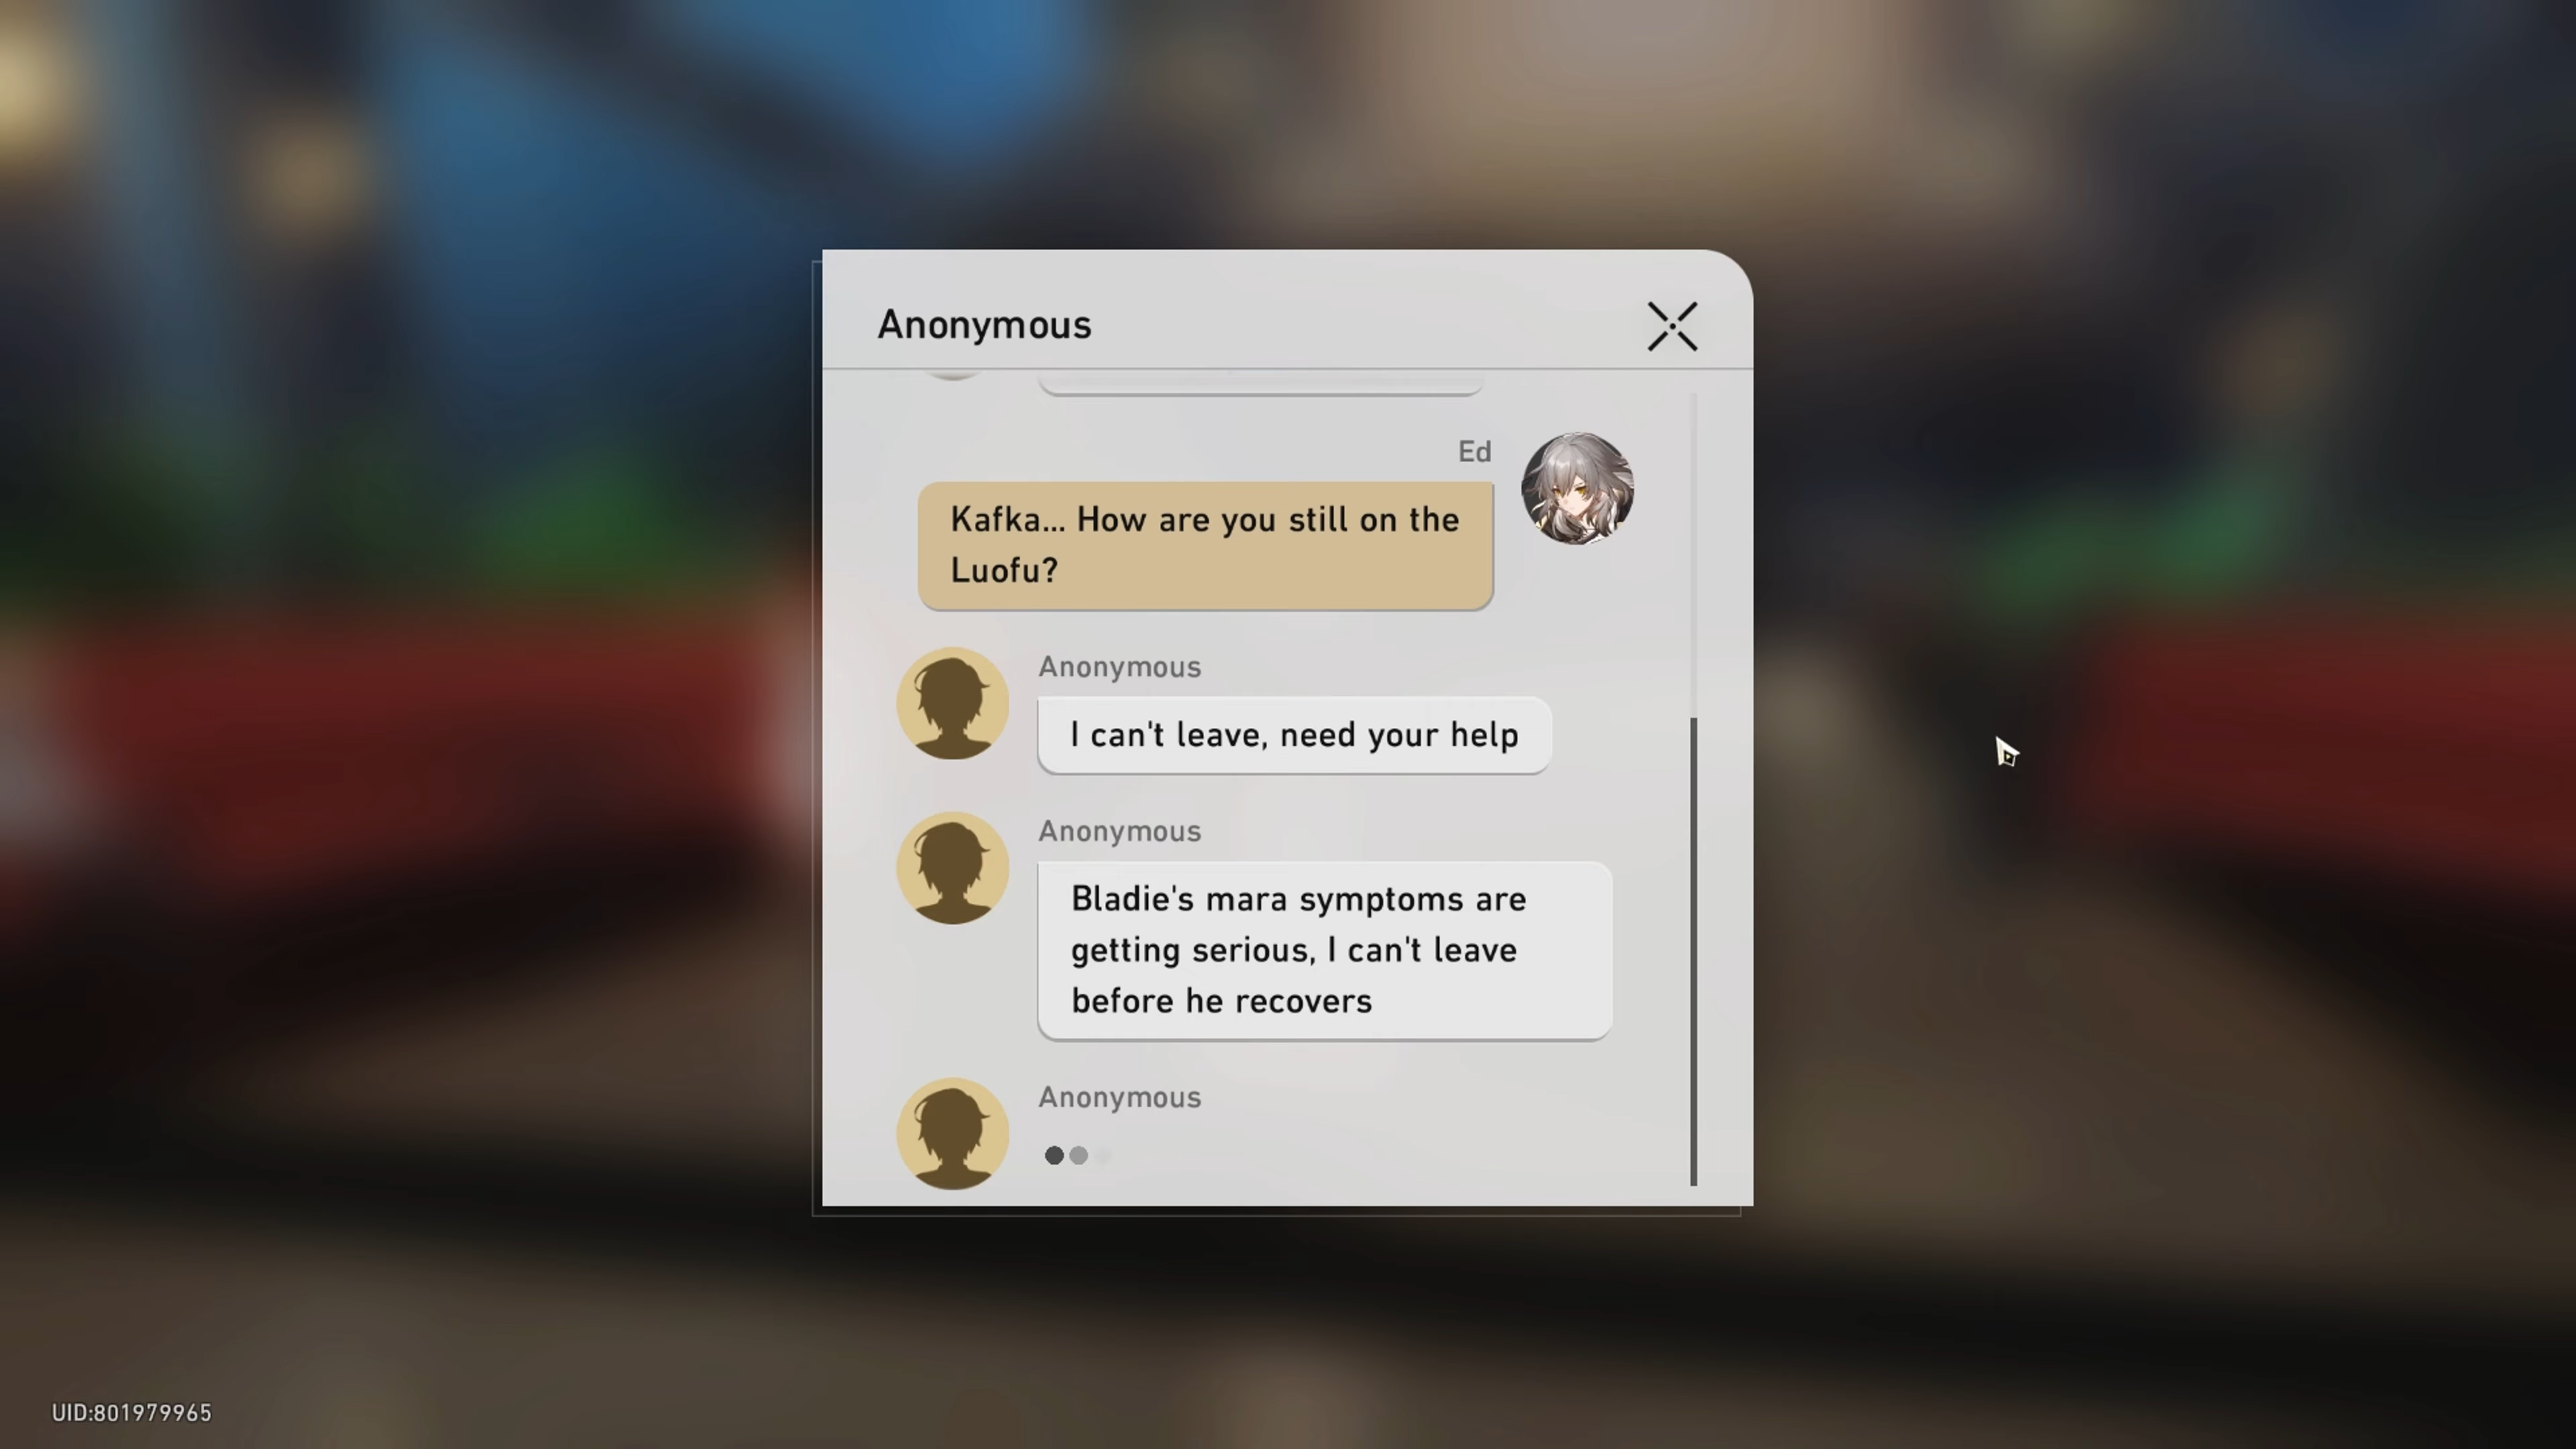 Anonymous
Ed
Kafka... How are you still on the
Luofu?
Anonymous
I can't leave, need your help
Anonymous
Bladie's mara symptoms are
getting serious, I can't leave
before he recovers
Anonymous
UID:801979965